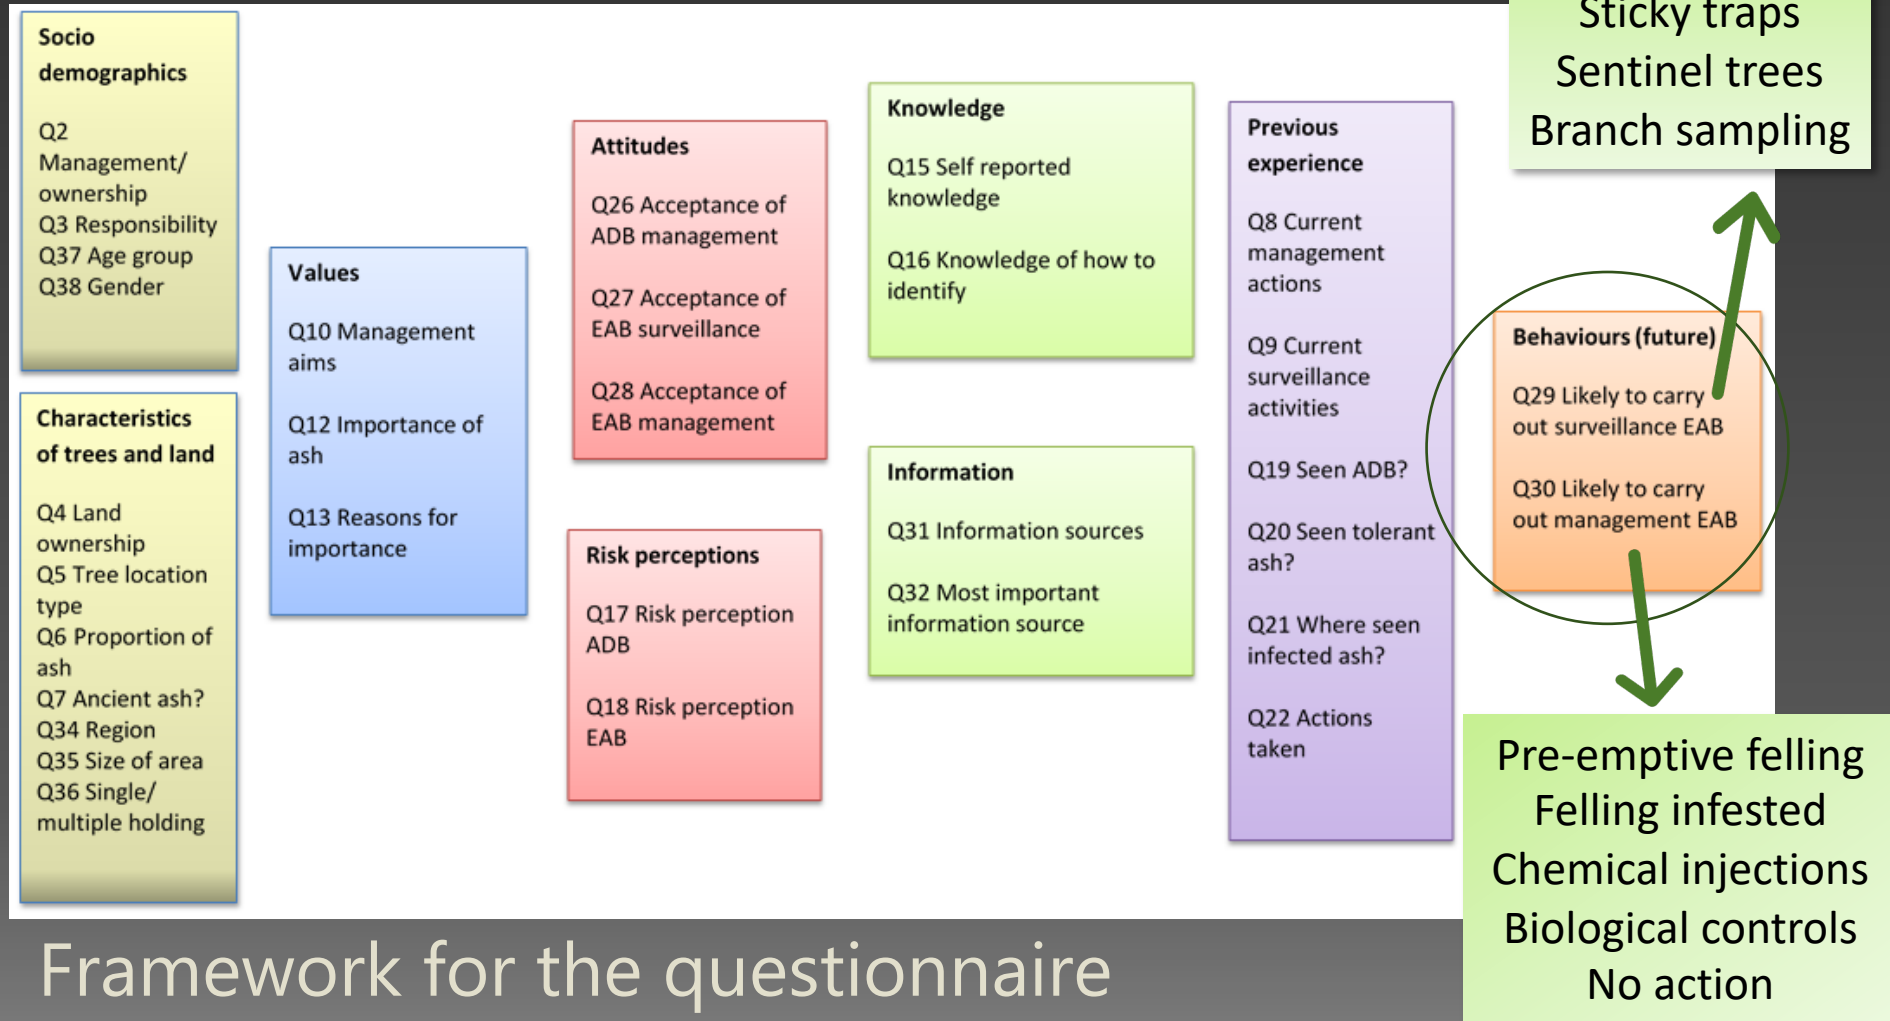 Socio
demographics
Q2
Management/
ownership
Q3 Responsibility
Q37 Age group
Q38 Gender
Characteristics
of trees and land
Q4 Land
ownership
Q5 Tree location
type
Q6 Proportion of
ash
Q7 Ancient ash?
Q34 Region
Q35 Size of area
Q36 Single/
multiple holding
Values
Q10 Management
aims
Q12 Importance of
ash
Q13 Reasons for
importance
Attitudes
Q26 Acceptance of
ADB management
Q27 Acceptance of
EAB surveillance
Q28 Acceptance of
EAB management
Risk perceptions
Q17 Risk perception
ADB
Q18 Risk perception
EAB
Knowledge
Q15 Self reported
knowledge
Q16 Knowledge of how to
identify
Information
Q31 Information sources
Q32 Most important
information source
Previous
experience
Q8 Current
management
actions
Q9 Current
surveillance
activities
Q19 Seen ADB?
Q20 Seen tolerant
ash?
Q21 Where seen
infected ash?
Q22 Actions
taken
Behaviours (future)
Q29 Likely to carry
out surveillance EAB
Q30 Likely to carry
out management EAB
Sticky traps
Sentinel trees
Branch sampling
Pre-emptive felling
Felling infested
Chemical injections
Biological controls
No action
Framework for the questionnaire